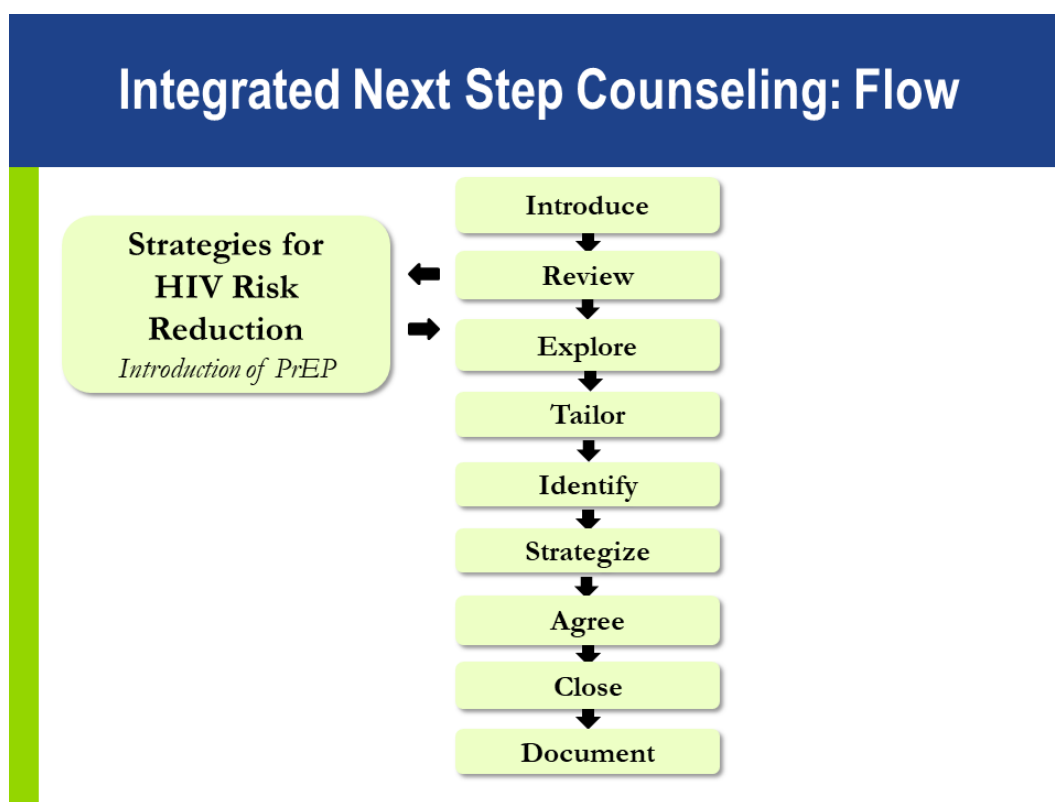 Integrated Next Step Counseling: Flow
Strategies for
HIV Risk
Reduction
Introduction of PrEP
Introduce
Review
Explore
Tailor
Identify
Strategize
Agree
Close
Document